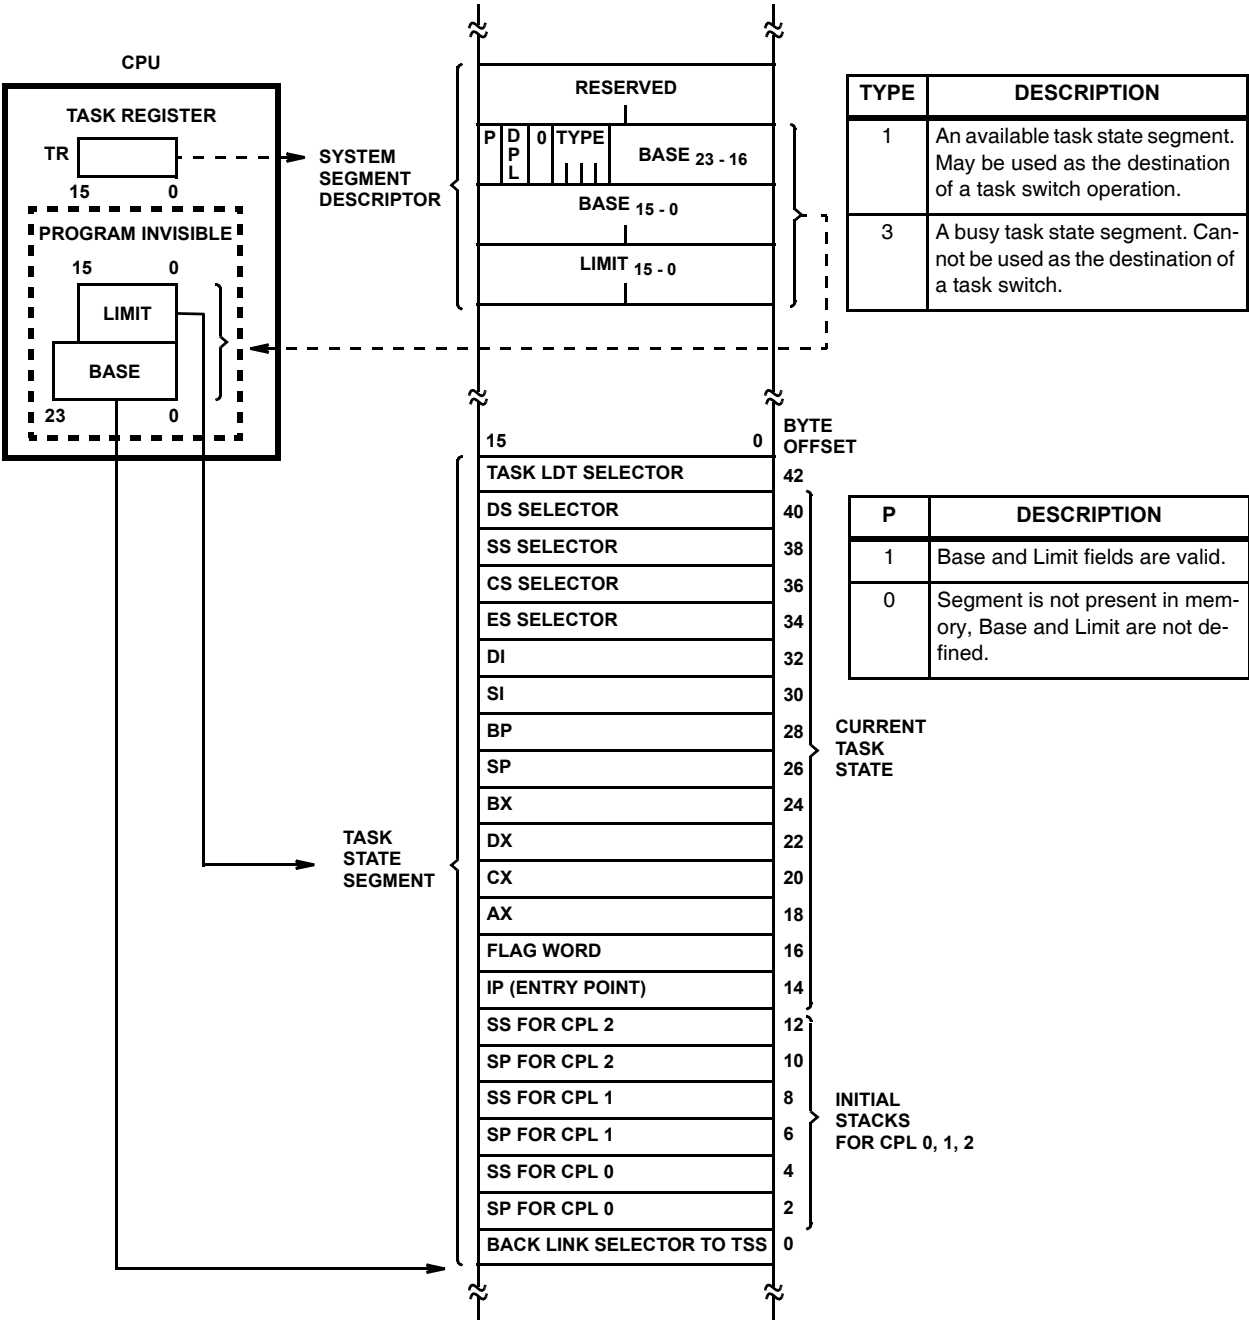 CPU
TASK REGISTER
TR
15 0
PROGRAM INVISIBLE
15 0
LIMIT
BASE
23 0
SYSTEM
SEGMENT
DESCRIPTOR
RESERVED
P DPL 0 TYPE BASE 23 - 16
BASE 15 - 0
LIMIT 15 - 0
TYPE DESCRIPTION
1 An available task state segment.
May be used as the destination
of a task switch operation.
3 A busy task state segment. Can-
not be used as the destination of
a task switch.
15 0
BYTE
OFFSET
TASK LDT SELECTOR 42
DS SELECTOR 40
SS SELECTOR 38
CS SELECTOR 36
ES SELECTOR 34
DI 32
SI 30
BP 28
SP 26
BX 24
DX 22
CX 20
AX 18
FLAG WORD 16
IP (ENTRY POINT) 14
SS FOR CPL 2 12
SP FOR CPL 2 10
SS FOR CPL 1 8
SP FOR CPL 1 6
SS FOR CPL 0 4
SP FOR CPL 0 2
BACK LINK SELECTOR TO TSS 0
TASK
STATE
SEGMENT
P DESCRIPTION
1 Base and Limit fields are valid.
0 Segment is not present in mem-
ory, Base and Limit are not de-
fined.
CURRENT
TASK
STATE
INITIAL
STACKS
FOR CPL 0, 1, 2